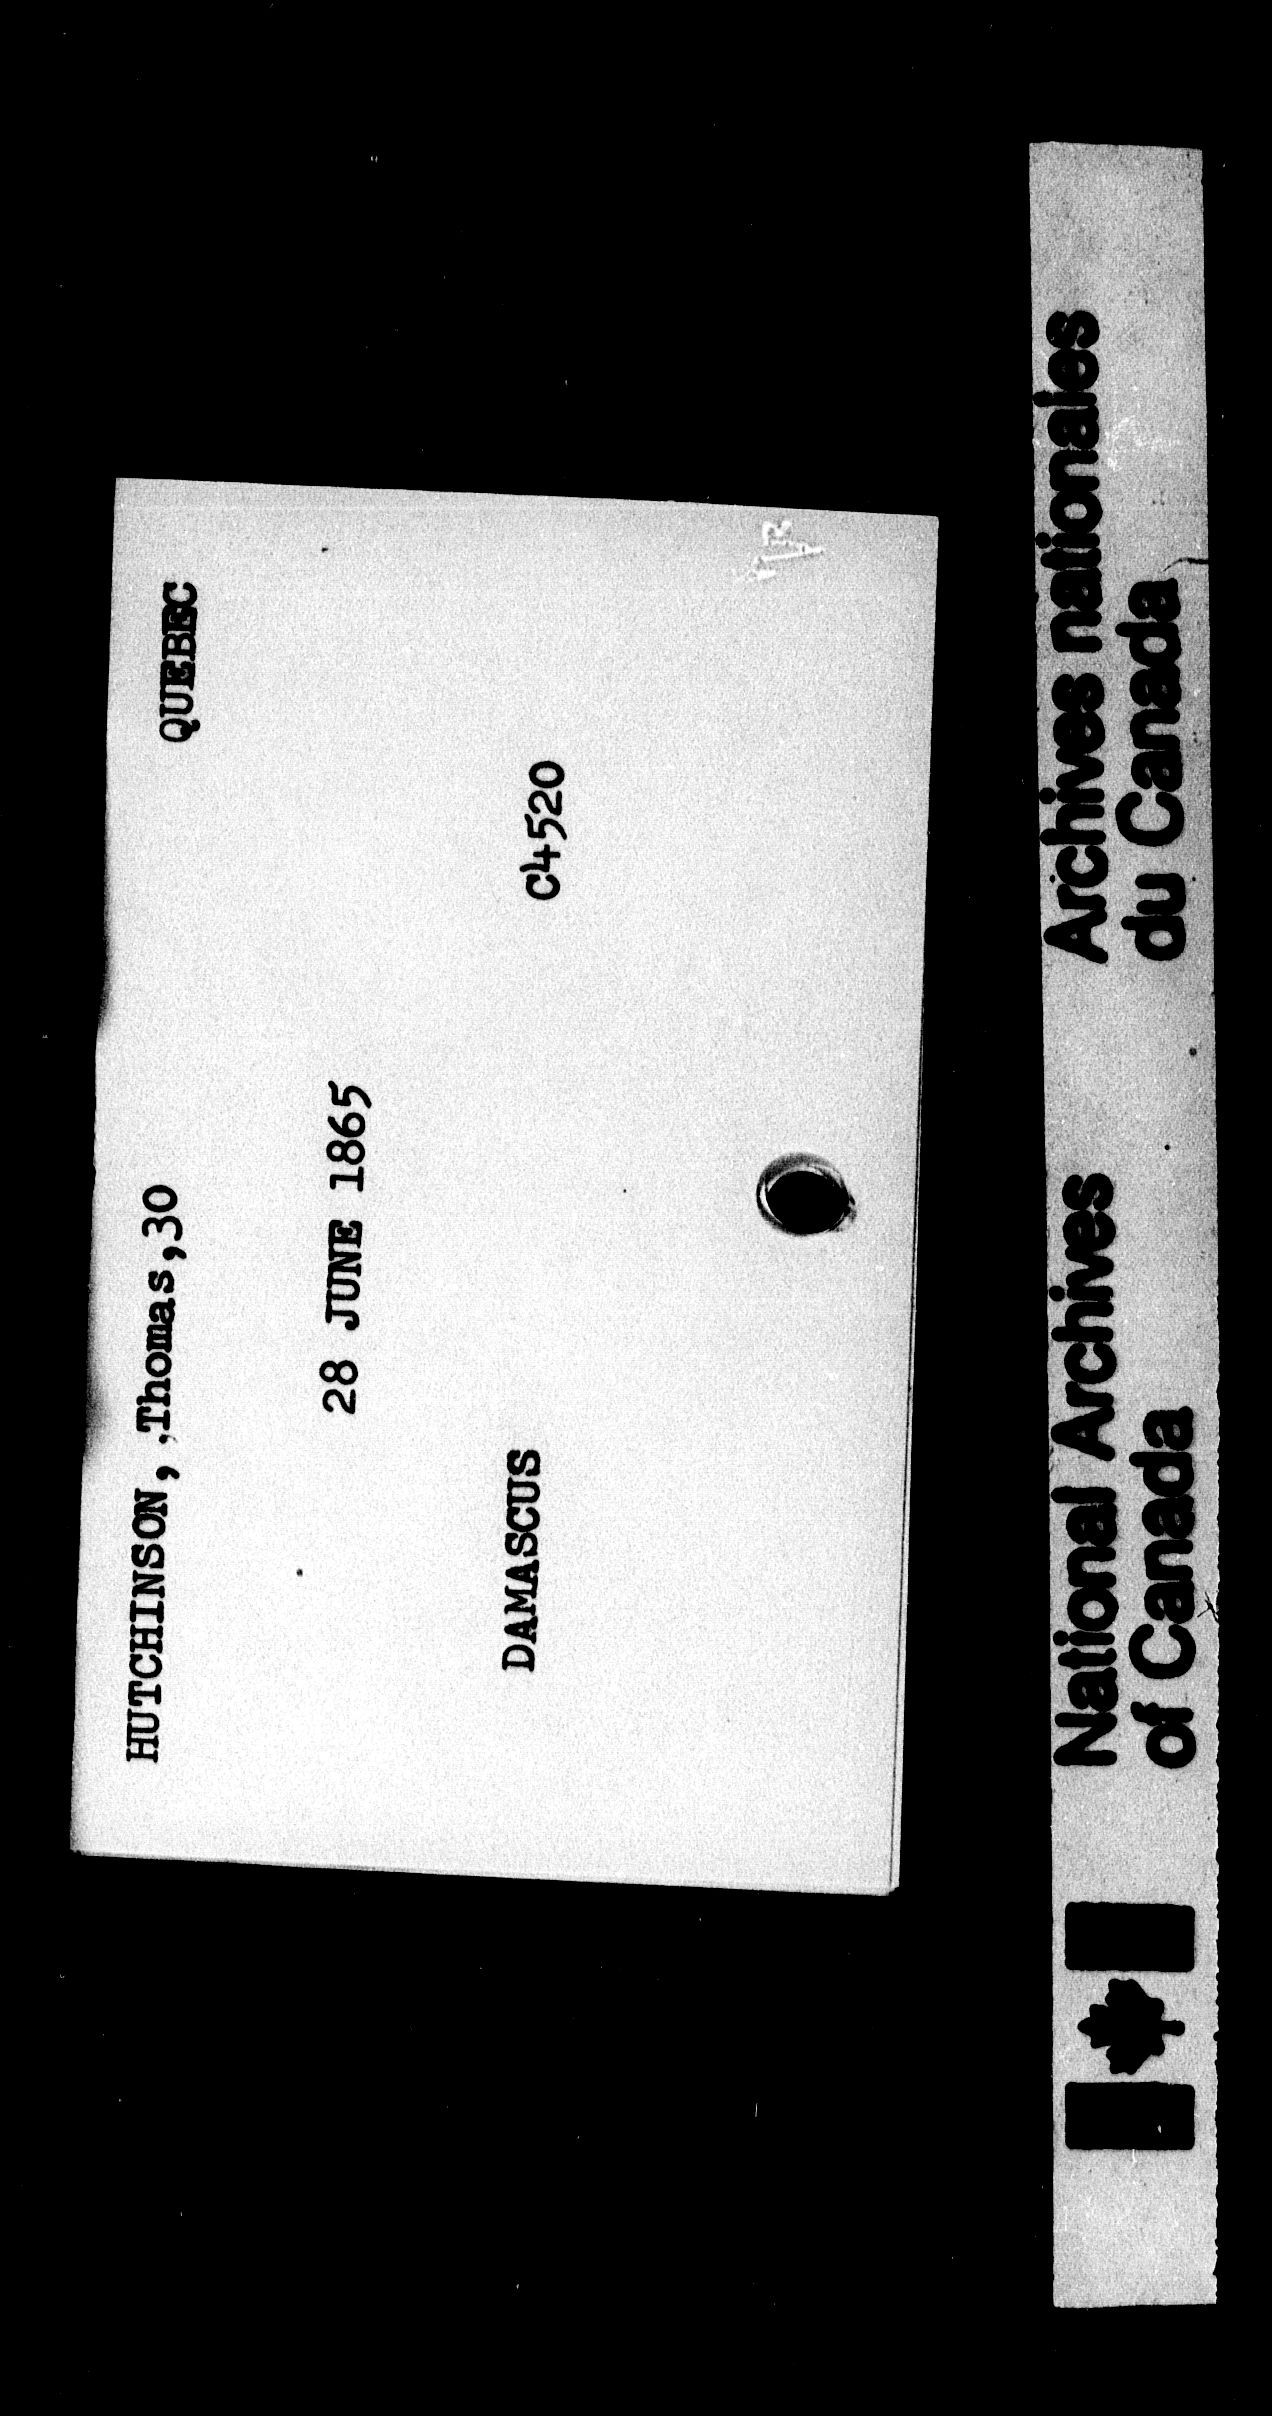 HUTCHINSON, ,Thomas,30 QUEBEC
28 JUNE 1865
DAMASCUS C4520
National Archives
of Canada
Archives nationales
du Canada